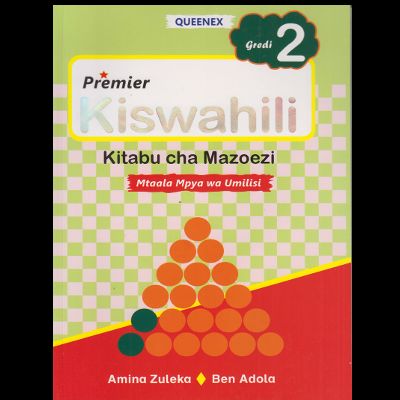 QUEENEX
Gredi 2
Premier
Kiswahili
Kitabu cha Mazoezi
Mtaala Mpya wa Umilisi
Amina Zuleka Ben Adola